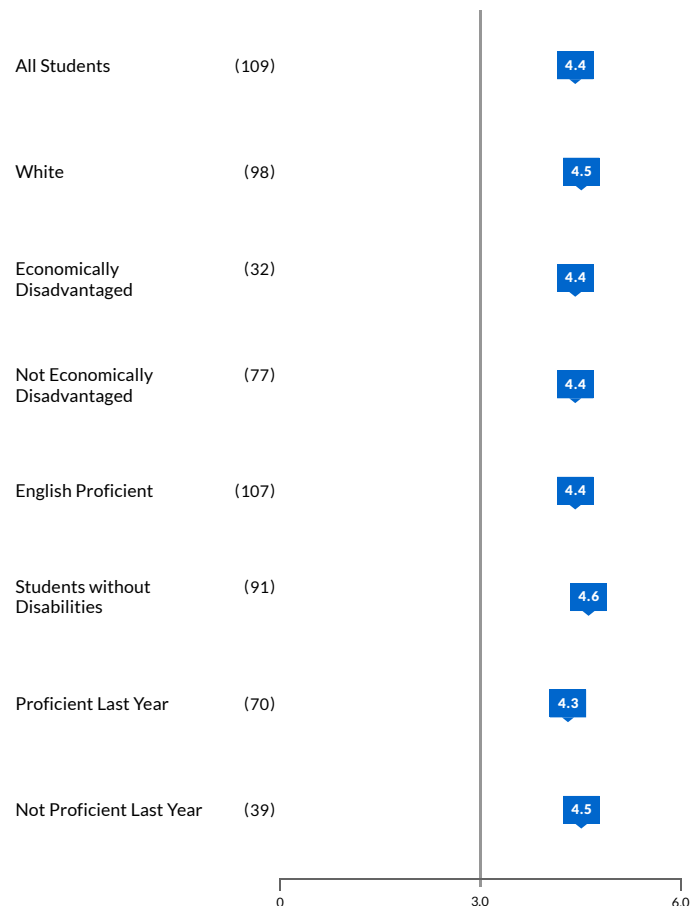 All Students (109) 4.4
White (98) 4.5
Economically (32) 4.4
Disadvantaged
Not Economically (77) 4.4
Disadvantaged
English Proficient (107) 4.4
Students without (91) 4.6
Disabilities
Proficient Last Year (70) 4.3
Not Proficient Last Year (39) 4.5
0 3.0 6.0